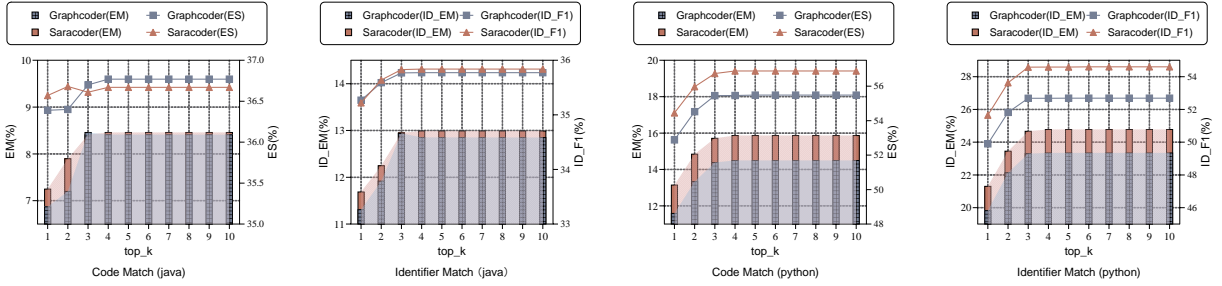 Graphcoder(EM) Graphcoder(ES)
Saracoder(EM) Saracoder(ES)
10 37.0
9 36.5
8 36.0
7 35.5
35.0
EM(%)
ES(%)
1 2 3 4 5 6 7 8 9 10
top_k
Code Match (java)
Graphcoder(ID_EM) Graphcoder(ID_F1)
Saracoder(ID_EM) Saracoder(ID_F1)
14 36
13 35
12 34
11 33
ID_EM(%)
ID_F1(%)
1 2 3 4 5 6 7 8 9 10
top_k
Identifier Match (java)
Graphcoder(EM) Graphcoder(ES)
Saracoder(EM) Saracoder(ES)
20 56
18 54
16 52
14 50
12 48
EM(%)
ES(%)
1 2 3 4 5 6 7 8 9 10
top_k
Code Match (python)
Graphcoder(ID_EM) Graphcoder(ID_F1)
Saracoder(ID_EM) Saracoder(ID_F1)
28 54
26 52
24 50
22 48
20 46
ID_EM(%)
ID_F1(%)
1 2 3 4 5 6 7 8 9 10
top_k
Identifier Match (python)